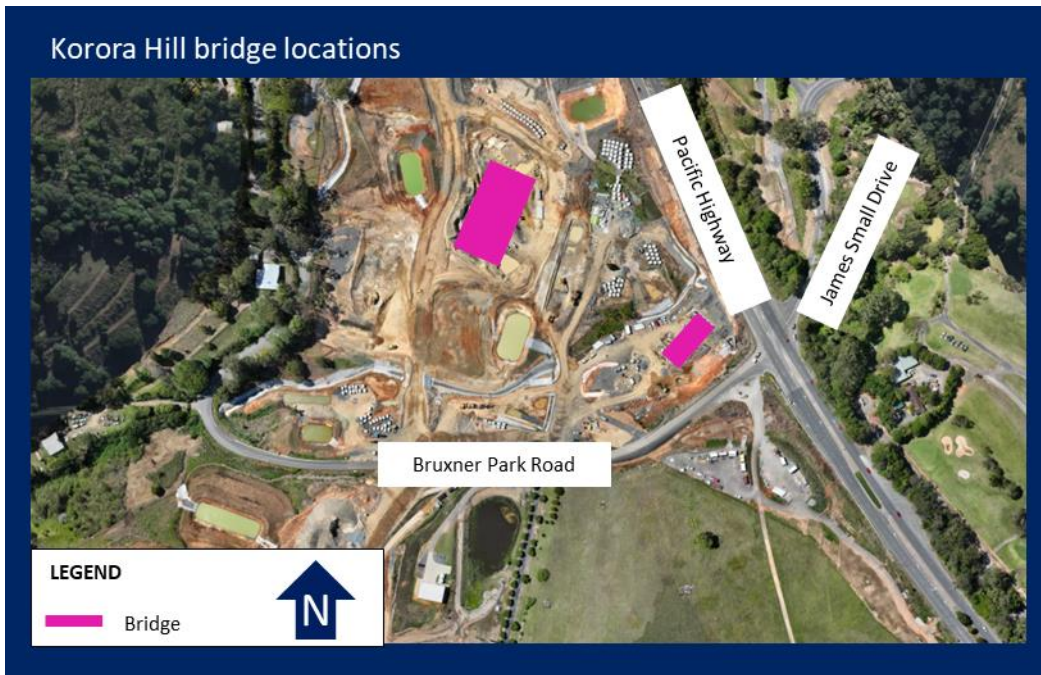 Korora Hill bridge locations
Pacific Highway
James Small Drive
Bruxner Park Road
LEGEND
N
Bridge